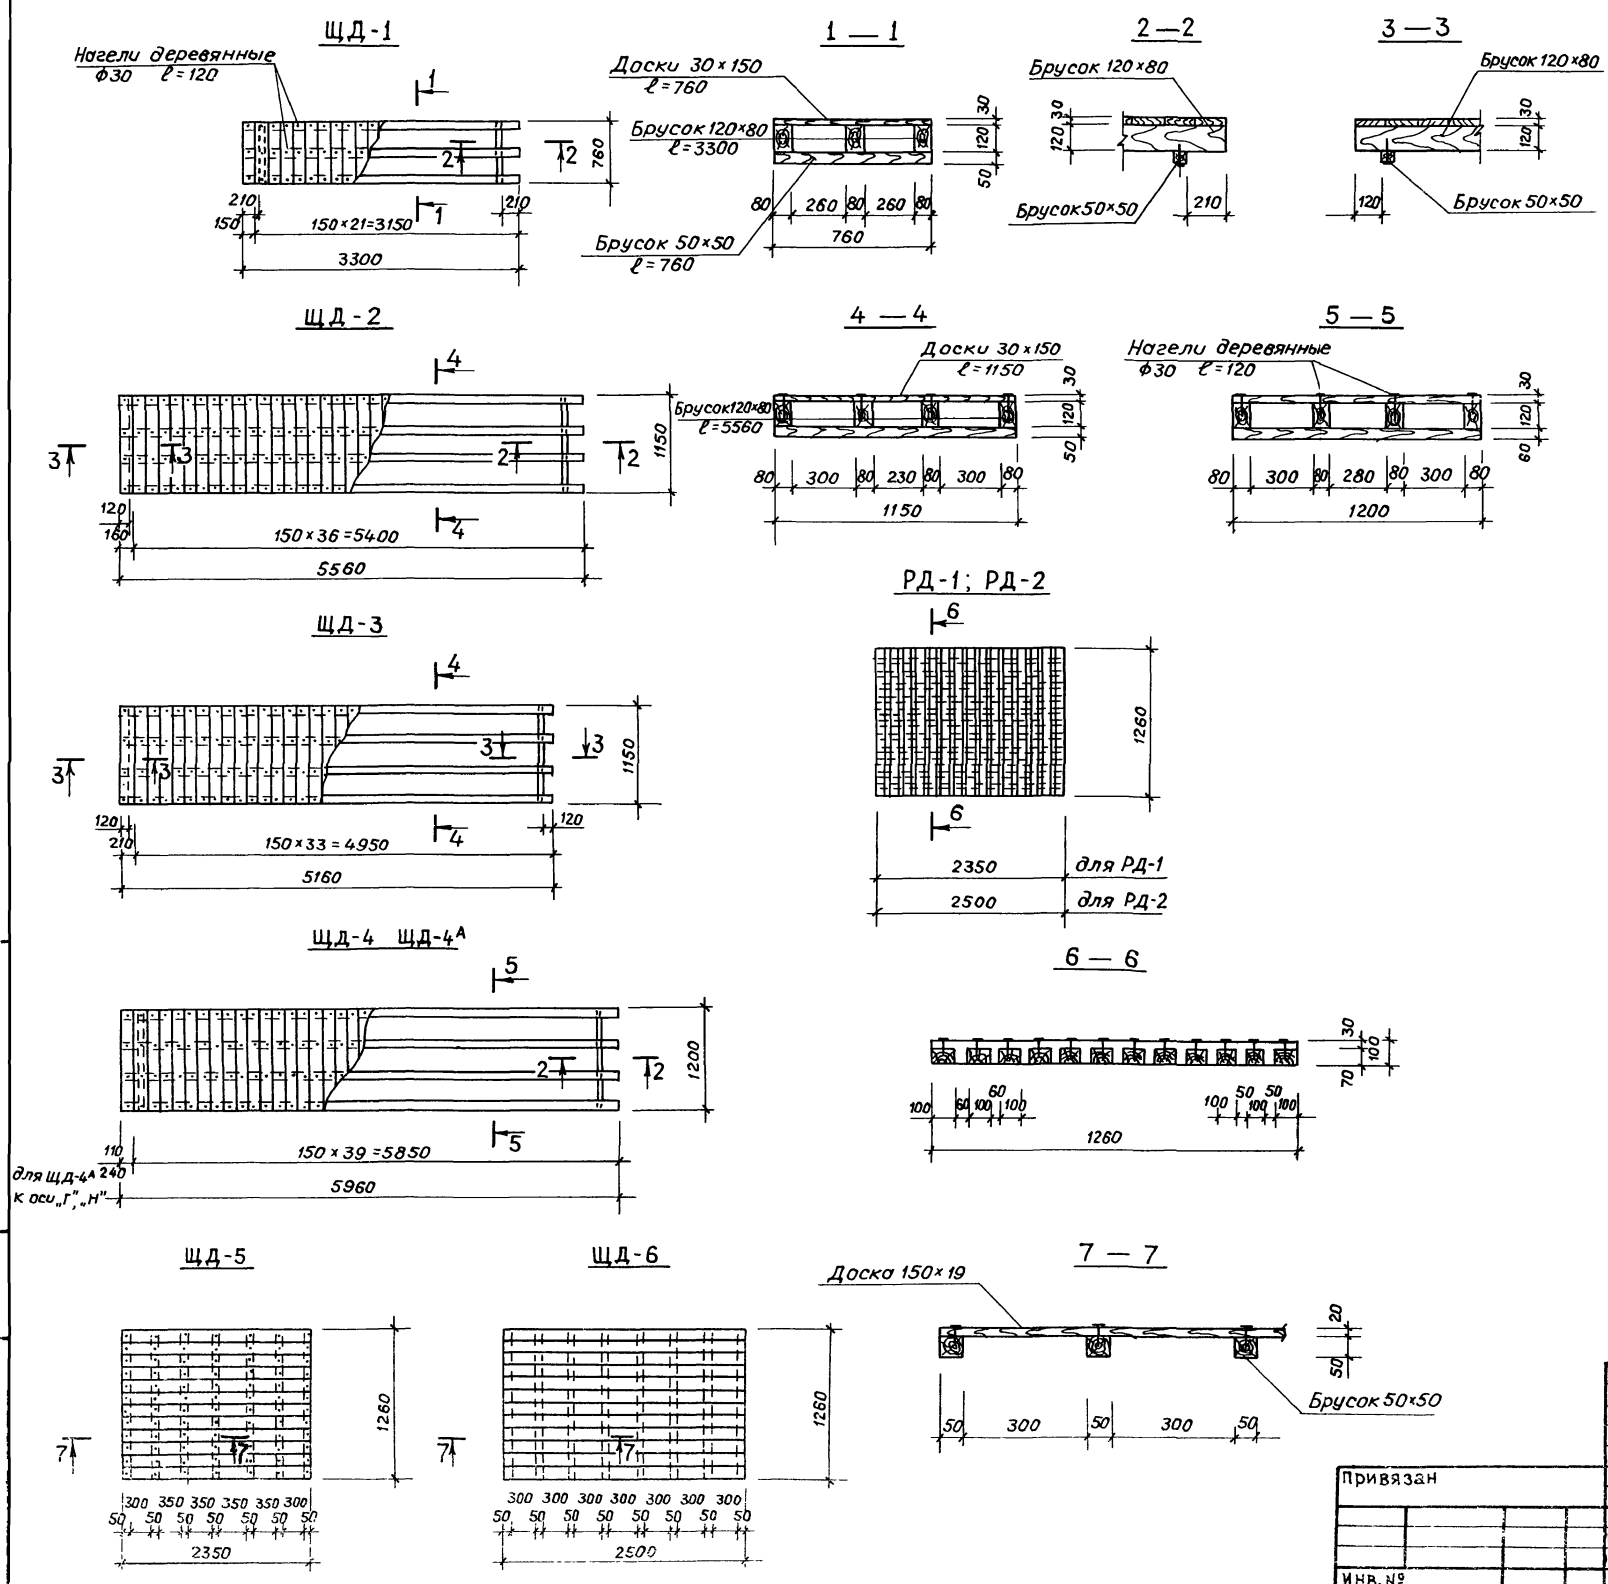 ЩД-1
Нагели деревянные
ф30 ℓ=120
1
2
2
760
210
1
210
150
150×21=3150
3300
1 — 1
Доски 30×150
ℓ=760
Брусок 120×80
ℓ=3300
30
120
50
80 260 80 260 80
760
Брусок 50×50
ℓ=760
2—2
Брусок 120×80
30
120
Брусок 50×50
210
3—3
Брусок 120×80
30
120
120
Брусок 50×50
ЩД-2
4
3
3
2
2
1150
120
160
4
150×36=5400
5560
4 — 4
Доски 30×150
ℓ=1150
Брусок 120×80
ℓ=5560
30
120
50
80 300 80 230 80 300 80
1150
5 — 5
Нагели деревянные
ф30 ℓ=120
30
120
60
80 300 80 280 80 300 80
1200
ЩД-3
4
3
3
3
3
1150
120
210
4
120
150×33=4950
5160
РД-1; РД-2
6
1260
6
2350 для РД-1
2500 для РД-2
ЩД-4 ЩД-4А
5
2
2
1200
5
110
150×39=5850
для ЩД-4А 240
к оси „Г”, „Н”
5960
6 — 6
30
100
70
100 60 100 60 100
100 50 100 50 100
1260
ЩД-5
1260
7
7
300 350 350 350 350 300
50 50 50 50 50 50 50
2350
ЩД-6
1260
7
7
300 300 300 300 300 300 300
50 50 50 50 50 50 50 50
2500
7 — 7
Доска 150×19
20
50
Брусок 50×50
50 300 50 300 50
Привязан
Инв.№